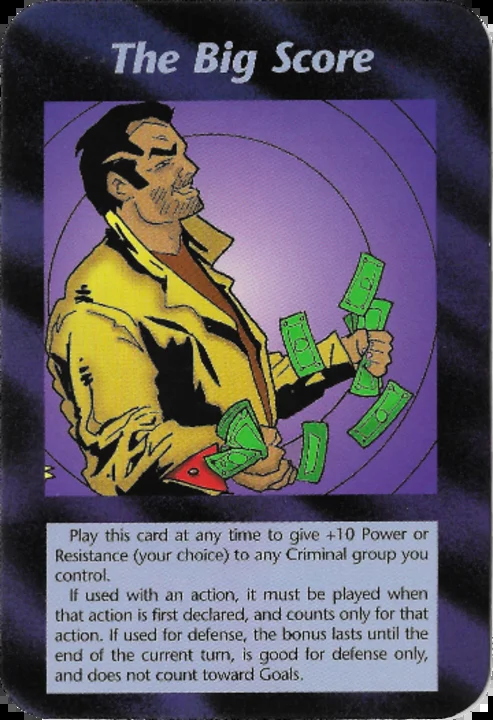 The Big Score
Play this card at any time to give +10 Power or
Resistance (your choice) to any Criminal group you
control.
If used with an action, it must be played when
that action is first declared, and counts only for that
action. If used for defense, the bonus lasts until the
end of the current turn, is good for defense only,
and does not count toward Goals.